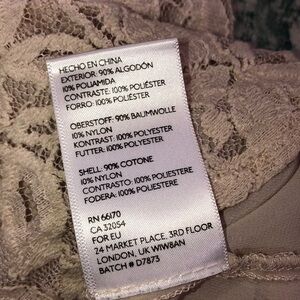 HECHO EN CHINA
EXTERIOR: 90% ALGODÓN
10% POLIAMIDA
CONTRASTE: 100% POLIÉSTER
FORRO: 100% POLIÉSTER
OBERSTOFF: 90% BAUMWOLLE
10% NYLON
KONTRAST: 100% POLYESTER
FUTTER: 100% POLYESTER
SHELL: 90% COTONE
10% NYLON
CONTRASTO: 100% POLIESTERE
FODERA: 100% POLIESTERE
RN 66170
CA 32054
FOR EU
24 MARKET PLACE, 3RD FLOOR
LONDON, UK W1W8AN
BATCH # D7873